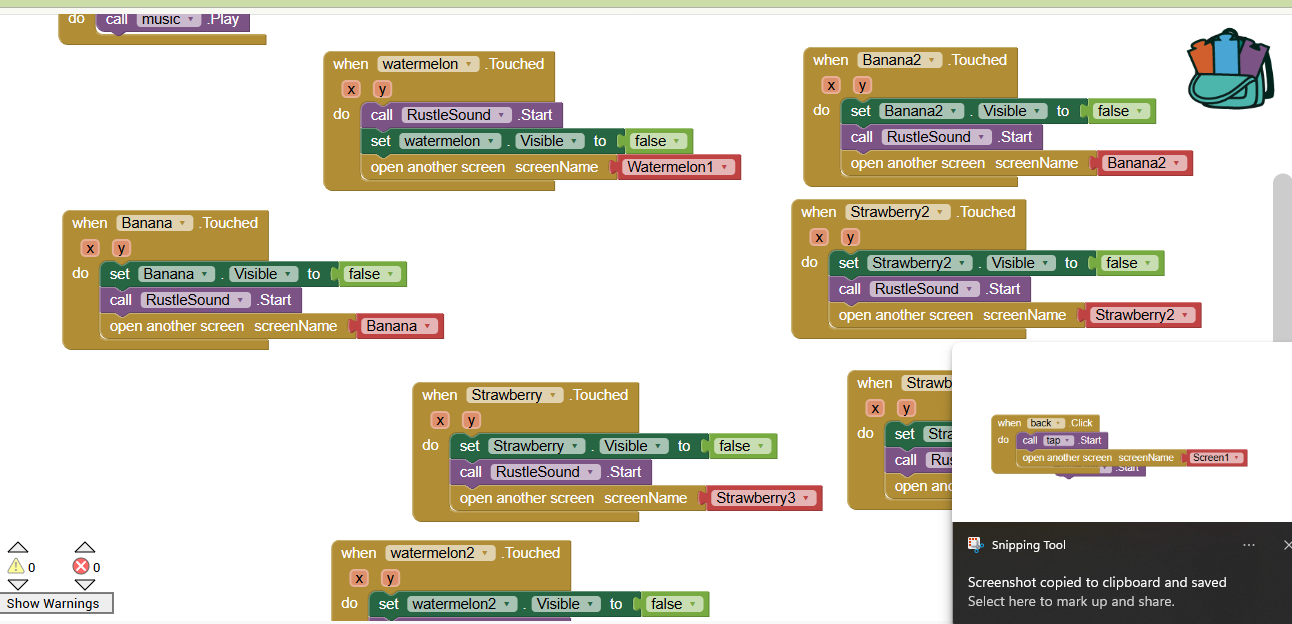 do call music .Play
when watermelon .Touched
x y
do call RustleSound .Start
set watermelon . Visible to false
open another screen screenName Watermelon1
when Banana2 .Touched
x y
do set Banana2 . Visible to false
call RustleSound .Start
open another screen screenName Banana2
when Banana .Touched
x y
do set Banana . Visible to false
call RustleSound .Start
open another screen screenName Banana
when Strawberry2 .Touched
x y
do set Strawberry2 . Visible to false
call RustleSound .Start
open another screen screenName Strawberry2
when Strawberry .Touched
x y
do set Strawberry . Visible to false
call RustleSound .Start
open another screen screenName Strawberry3
when Strawb
x y
do set Stra
call Rus
open ano
when back Click
do call tap .Start
open another screen screenName Screen1
.Start
when watermelon2 .Touched
x y
do set watermelon2 . Visible to false
0 0
Show Warnings
Snipping Tool
Screenshot copied to clipboard and saved
Select here to mark up and share.